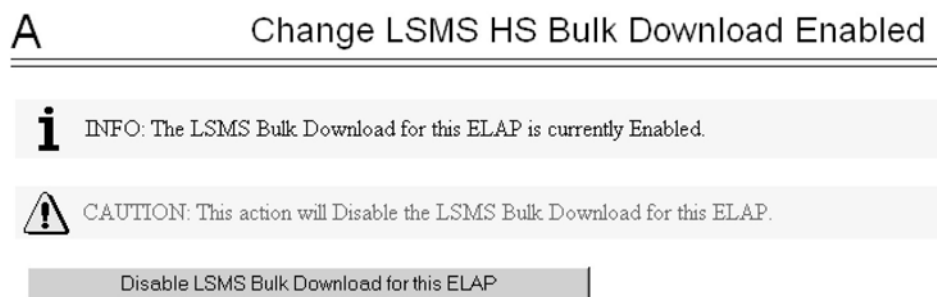 A Change LSMS HS Bulk Download Enabled
i INFO: The LSMS Bulk Download for this ELAP is currently Enabled.
CAUTION: This action will Disable the LSMS Bulk Download for this ELAP.
Disable LSMS Bulk Download for this ELAP